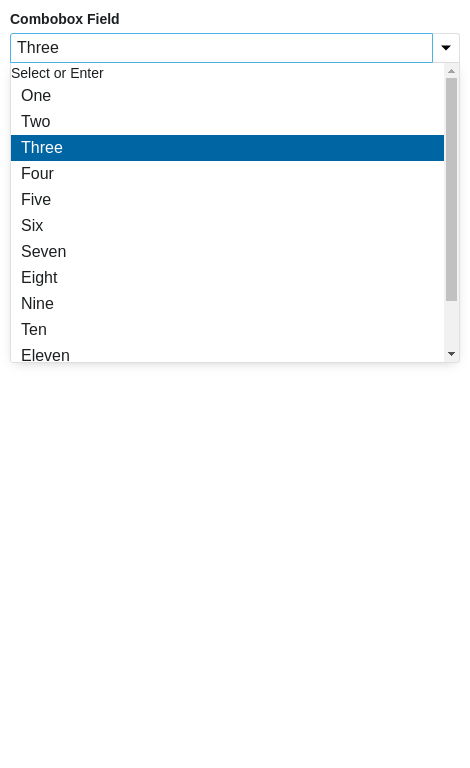 Combobox Field
Three
Select or Enter
One
Two
Three
Four
Five
Six
Seven
Eight
Nine
Ten
Eleven